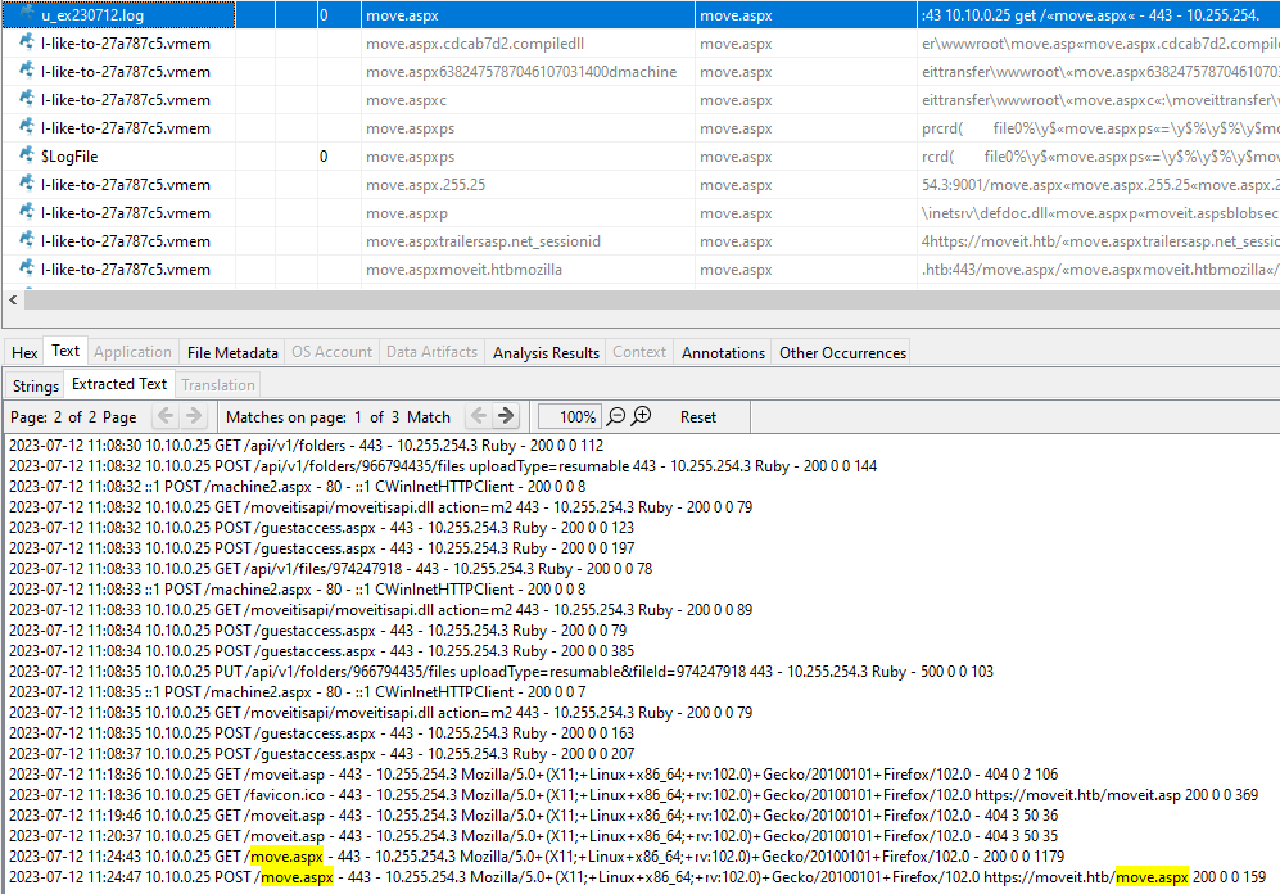 u_ex230712.log 0 move.aspx move.aspx :43 10.10.0.25 get /«move.aspx« - 443 - 10.255.254.
I-like-to-27a787c5.vmem move.aspx.cdcab7d2.compiledll move.aspx er\wwwroot\move.asp«move.aspx.cdcab7d2.compile
I-like-to-27a787c5.vmem move.aspx638247578704610703140​0dmachine move.aspx eittransfer\wwwroot\«move.aspx6382475787046107​03
I-like-to-27a787c5.vmem move.aspxc move.aspx eittransfer\wwwroot\«move.aspxc«:\moveittransfer\w
I-like-to-27a787c5.vmem move.aspxps move.aspx prcrd( file0%\y$«move.aspxps«=\y$%\y$%\y$mo
$LogFile 0 move.aspxps move.aspx rcrd( file0%\y$«move.aspxps«=\y$%\y$%\y$mov
I-like-to-27a787c5.vmem move.aspx.255.25 move.aspx 54.3:9001/move.aspx«move.aspx.255.25«move.aspx.2
I-like-to-27a787c5.vmem move.aspxp move.aspx \inetsrv\defdoc.dll«move.aspxp«moveit.aspsblobsec
I-like-to-27a787c5.vmem move.aspxtrailersasp.net_sessionid move.aspx 4https://moveit.htb/«move.aspxtrailersasp.net_sessio
I-like-to-27a787c5.vmem move.aspxmoveit.htbmozilla move.aspx .htb:443/move.aspx/«move.aspxmoveit.htbmozilla«/
Hex Text Application File Metadata OS Account Data Artifacts Analysis Results Context Annotations Other Occurrences
Strings Extracted Text Translation
Page: 2 of 2 Page Matches on page: 1 of 3 Match 100% Reset
2023-07-12 11:08:30 10.10.0.25 GET /api/v1/folders - 443 - 10.255.254.3 Ruby - 200 0 0 112
2023-07-12 11:08:32 10.10.0.25 POST /api/v1/folders/966794435/files uploadType=resumable 443 - 10.255.254.3 Ruby - 200 0 0 144
2023-07-12 11:08:32 ::1 POST /machine2.aspx - 80 - ::1 CWinInetHTTPClient - 200 0 0 8
2023-07-12 11:08:32 10.10.0.25 GET /moveitisapi/moveitisapi.dll action=m2 443 - 10.255.254.3 Ruby - 200 0 0 79
2023-07-12 11:08:32 10.10.0.25 POST /guestaccess.aspx - 443 - 10.255.254.3 Ruby - 200 0 0 123
2023-07-12 11:08:33 10.10.0.25 POST /guestaccess.aspx - 443 - 10.255.254.3 Ruby - 200 0 0 197
2023-07-12 11:08:33 10.10.0.25 GET /api/v1/files/974247918 - 443 - 10.255.254.3 Ruby - 200 0 0 78
2023-07-12 11:08:33 ::1 POST /machine2.aspx - 80 - ::1 CWinInetHTTPClient - 200 0 0 8
2023-07-12 11:08:33 10.10.0.25 GET /moveitisapi/moveitisapi.dll action=m2 443 - 10.255.254.3 Ruby - 200 0 0 89
2023-07-12 11:08:34 10.10.0.25 POST /guestaccess.aspx - 443 - 10.255.254.3 Ruby - 200 0 0 79
2023-07-12 11:08:34 10.10.0.25 POST /guestaccess.aspx - 443 - 10.255.254.3 Ruby - 200 0 0 385
2023-07-12 11:08:35 10.10.0.25 PUT /api/v1/folders/966794435/files uploadType=resumable&fileId=974247918 443 - 10.255.254.3 Ruby - 500 0 0 103
2023-07-12 11:08:35 ::1 POST /machine2.aspx - 80 - ::1 CWinInetHTTPClient - 200 0 0 7
2023-07-12 11:08:35 10.10.0.25 GET /moveitisapi/moveitisapi.dll action=m2 443 - 10.255.254.3 Ruby - 200 0 0 79
2023-07-12 11:08:35 10.10.0.25 POST /guestaccess.aspx - 443 - 10.255.254.3 Ruby - 200 0 0 163
2023-07-12 11:08:37 10.10.0.25 POST /guestaccess.aspx - 443 - 10.255.254.3 Ruby - 200 0 0 207
2023-07-12 11:18:36 10.10.0.25 GET /moveit.asp - 443 - 10.255.254.3 Mozilla/5.0+(X11;+Linux+x86_64;+rv:102.0)+Gecko/20100101+Firefox/102.0 - 404 0 2 106
2023-07-12 11:18:36 10.10.0.25 GET /favicon.ico - 443 - 10.255.254.3 Mozilla/5.0+(X11;+Linux+x86_64;+rv:102.0)+Gecko/20100101+Firefox/102.0 https://moveit.htb/moveit.asp 200 0 0 369
2023-07-12 11:19:46 10.10.0.25 GET /moveit.asp - 443 - 10.255.254.3 Mozilla/5.0+(X11;+Linux+x86_64;+rv:102.0)+Gecko/20100101+Firefox/102.0 - 404 3 50 36
2023-07-12 11:20:37 10.10.0.25 GET /moveit.asp - 443 - 10.255.254.3 Mozilla/5.0+(X11;+Linux+x86_64;+rv:102.0)+Gecko/20100101+Firefox/102.0 - 404 3 50 35
2023-07-12 11:24:43 10.10.0.25 GET /move.aspx - 443 - 10.255.254.3 Mozilla/5.0+(X11;+Linux+x86_64;+rv:102.0)+Gecko/20100101+Firefox/102.0 - 200 0 0 1179
2023-07-12 11:24:47 10.10.0.25 POST /move.aspx - 443 - 10.255.254.3 Mozilla/5.0+(X11;+Linux+x86_64;+rv:102.0)+Gecko/20100101+Firefox/102.0 https://moveit.htb/move.aspx 200 0 0 159